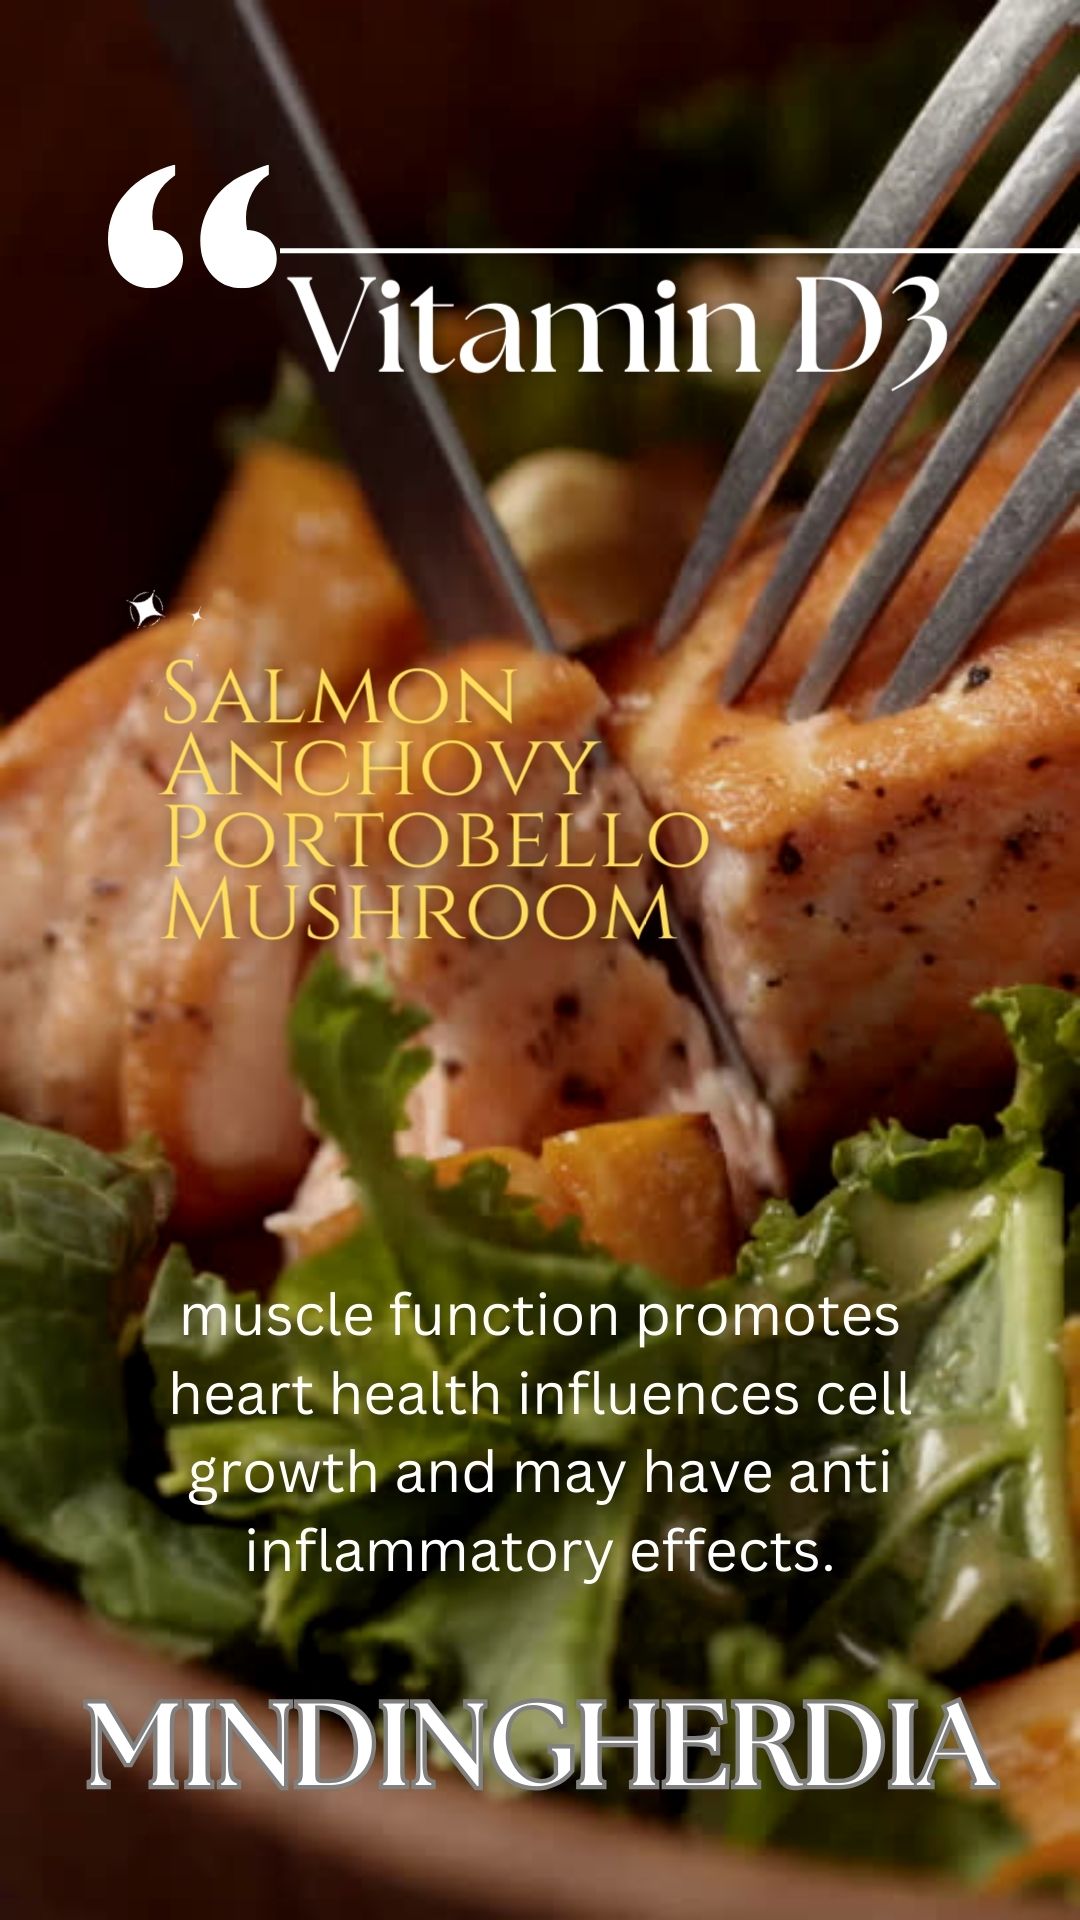 “
Vitamin D3
Salmon
Anchovy
Portobello
Mushroom
muscle function promotes
heart health influences cell
growth and may have anti
inflammatory effects.
MINDINGHERDIA